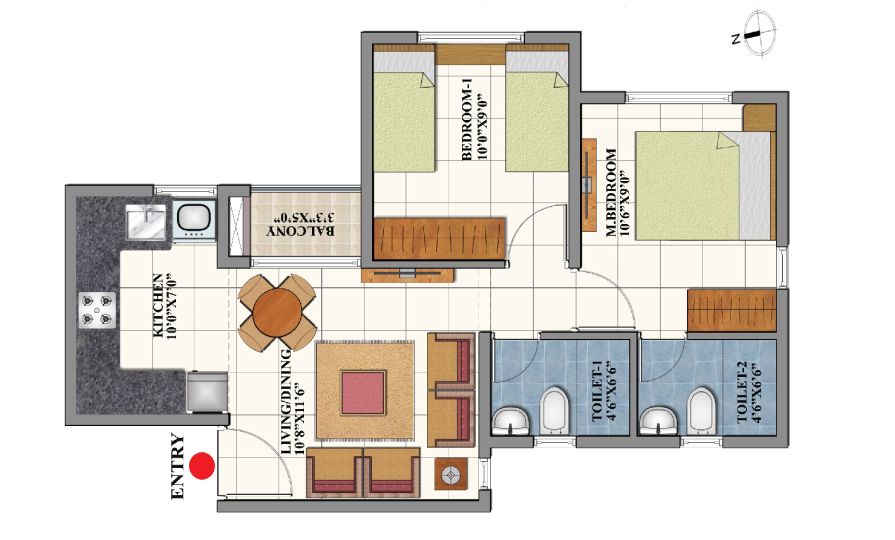 N
BEDROOM-1
10'0"X9'0"
M.BEDROOM
10'6"X9'0"
BALCONY
3'3"X5'0"
KITCHEN
10'0"X7'0"
LIVING/DINING
10'8"X11'6"
TOILET-1
4'6"X6'6"
TOILET-2
4'6"X6'6"
ENTRY